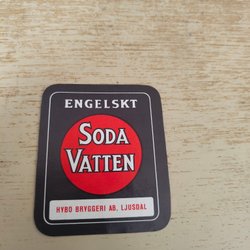 ENGELSKT
SODA
VATTEN
HYBO BRYGGERI AB, LJUSDAL